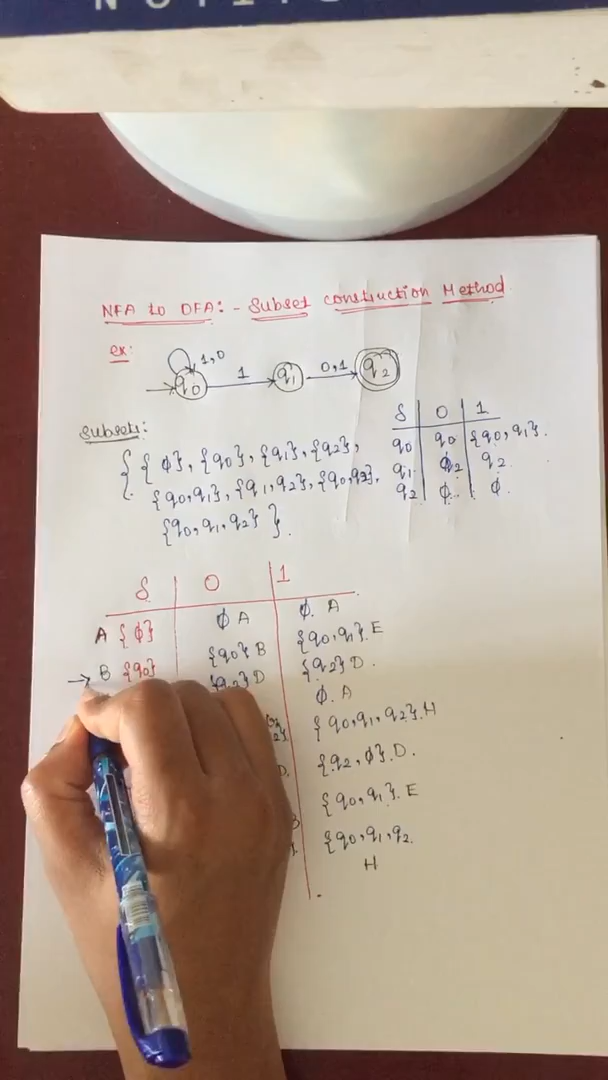 NFA to DFA:- Subset construction Method
ex:
1,0
q0 1 q1 0,1 q2
δ 0 1
q0 q0 {q0, q1}.
q1 q2 q2
q2 φ φ.
Subsets:
{ {φ}, {q0}, {q1}, {q2},
{q0,q1}, {q1,q2}, {q0,q2},
{q0,q1,q2} }.
δ 0 1
A {φ} φ A φ. A
→ B {q0} {q0} B {q0,q1} E
{q2} D {q2} D.
φ. A
{q0,q1,q2}. H
D. {q2, φ}. D.
{q0,q1}. E
{q0,q1,q2.
H